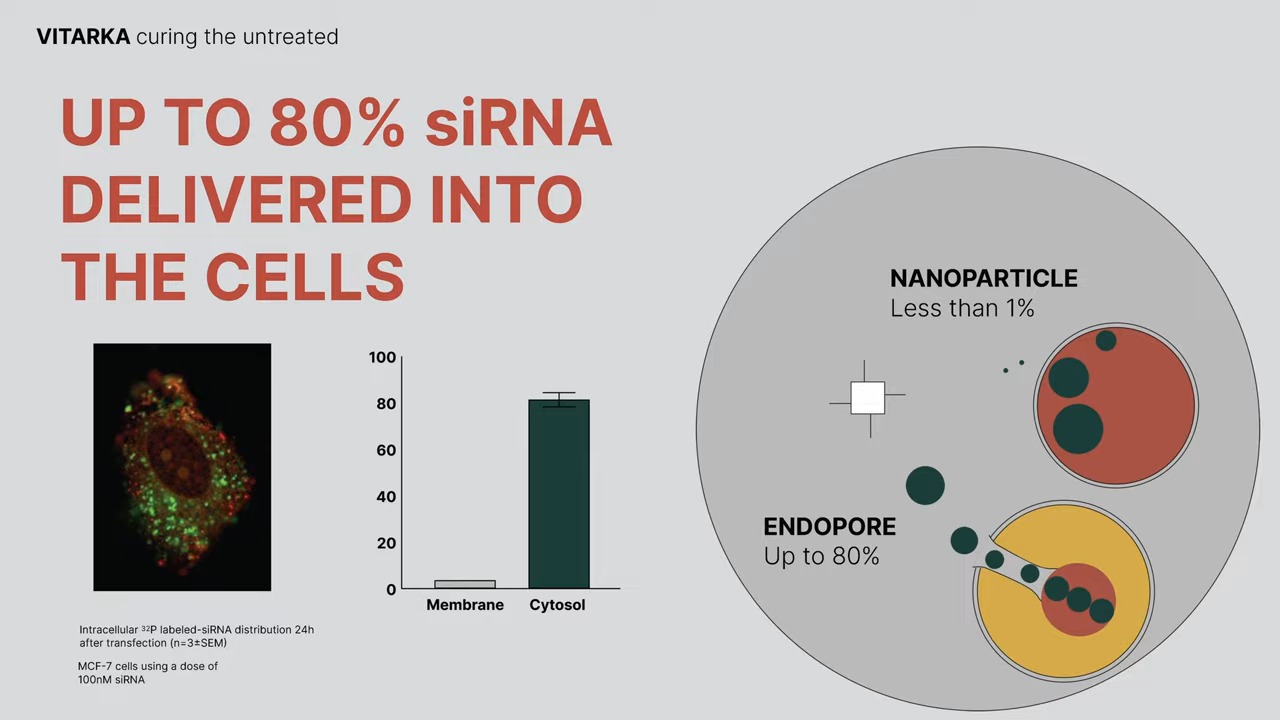 VITARKA curing the untreated
UP TO 80% siRNA
DELIVERED INTO
THE CELLS
100
80
60
40
20
0
Membrane Cytosol
Intracellular ³²P labeled-siRNA distribution 24h
after transfection (n=3±SEM)
MCF-7 cells using a dose of
100nM siRNA
NANOPARTICLE
Less than 1%
ENDOPORE
Up to 80%